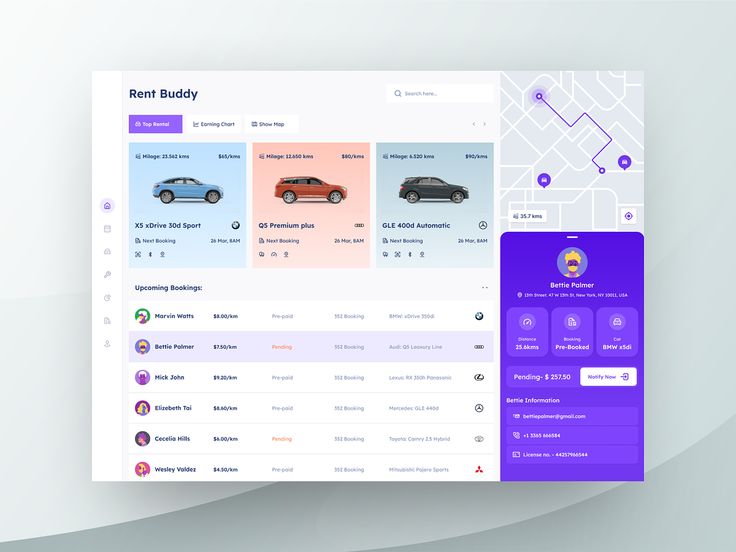 Rent Buddy
Search here...
Top Rental
Earning Chart
Show Map
Milage: 23.562 kms $65/kms
X5 xDrive 30d Sport
Next Booking 26 Mar, 8AM
Milage: 12.650 kms $80/kms
Q5 Premium plus
Next Booking 26 Mar, 8AM
Milage: 6.520 kms $90/kms
GLE 400d Automatic
Next Booking 26 Mar, 8AM
Upcoming Bookings:
Marvin Watts $8.00/km Pre-paid 352 Booking BMW: xDrive 350di
Bettie Palmer $7.50/km Pending 352 Booking Audi: Q5 Leaxury Line
Mick John $9.20/km Pre-paid 352 Booking Lexus: RX 350h Panosonic
Elizebeth Tai $8.60/km Pre-paid 352 Booking Mercedes: GLE 440d
Cecelia Hills $6.00/km Pending 352 Booking Toyota: Camry 2.5 Hybrid
Wesley Valdez $4.50/km Pre-paid 352 Booking Mitsubishi: Pajero Sports
35.7 kms
Bettie Palmer
13th Street. 47 W 13th St, New York, NY 10011, USA
Distance
25.6kms
Booking
Pre-Booked
Car
BMW x5di
Pending- $ 257.50
Notify Now
Bettie Information
bettiepalmer@gmail.com
+1 3365 666584
License no. - 44257966544